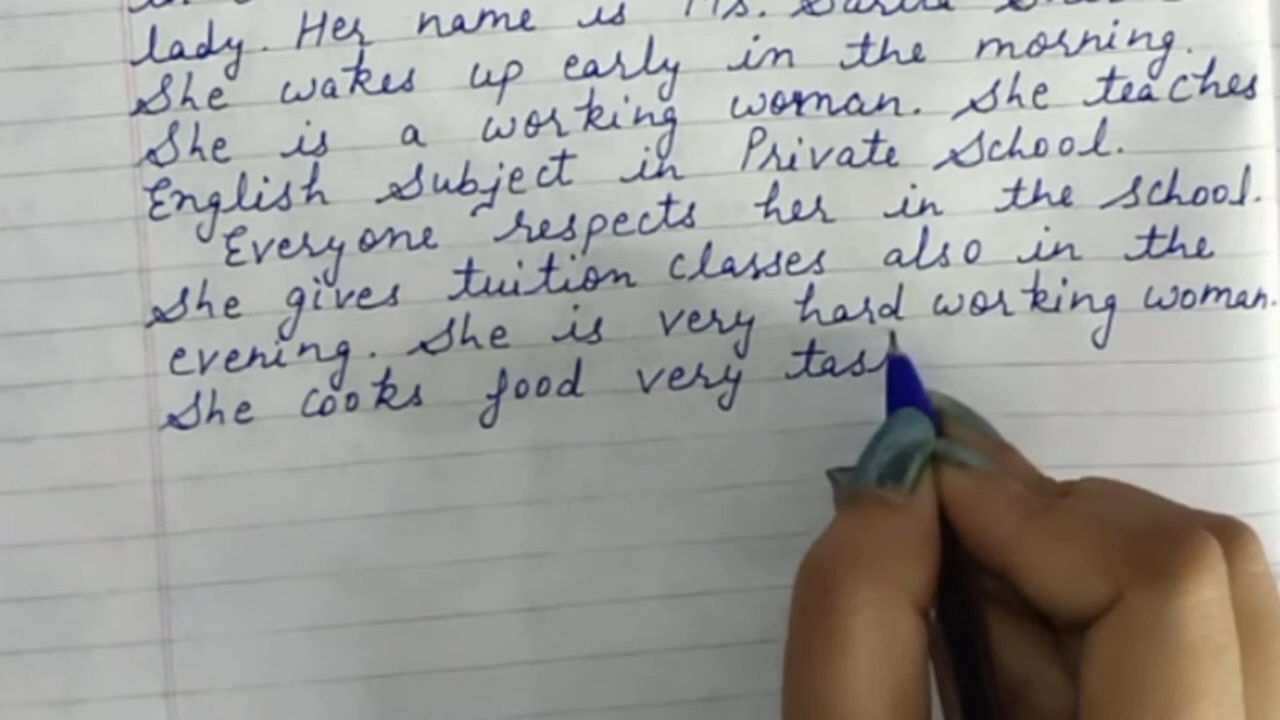 lady. Her name is Ms.
She wakes up early in the morning.
She is a working woman. She teaches
English Subject in Private School.
Everyone respects her in the school.
She gives tuition classes also in the
evening. She is very hard working woman.
She cooks food very tas